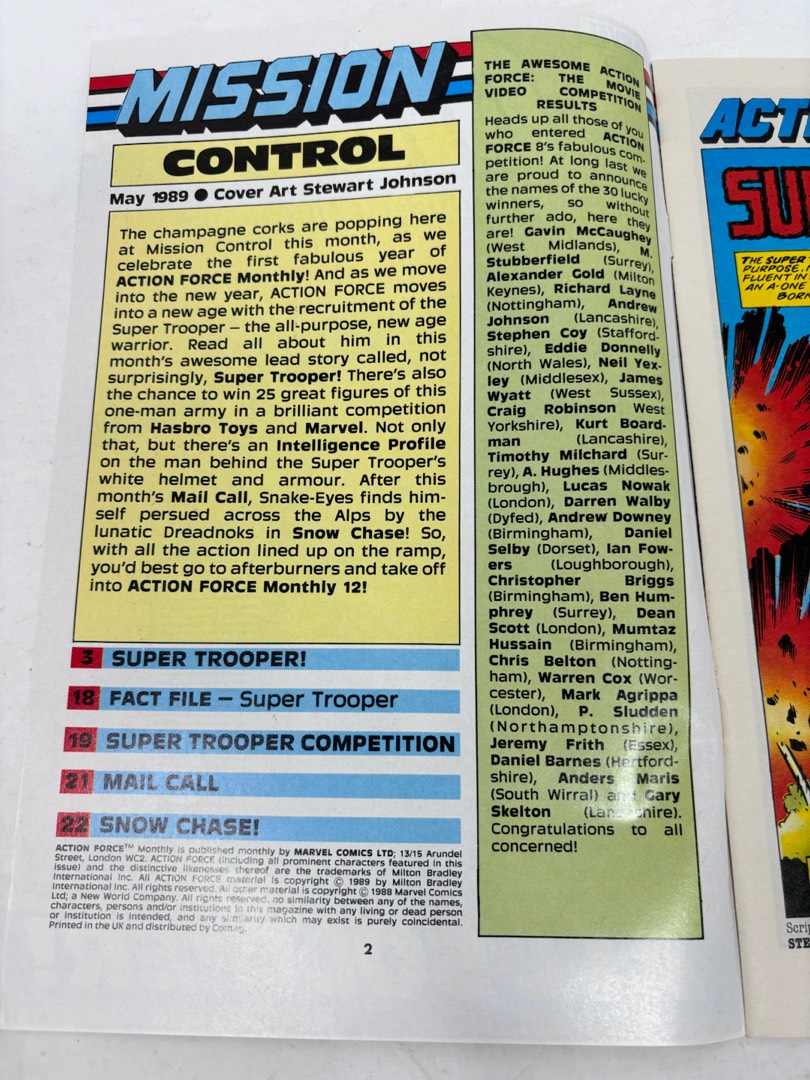 MISSION
CONTROL
May 1989 ● Cover Art Stewart Johnson
The champagne corks are popping here
at Mission Control this month, as we
celebrate the first fabulous year of
ACTION FORCE Monthly! And as we move
into the new year, ACTION FORCE moves
into a new age with the recruitment of the
Super Trooper – the all-purpose, new age
warrior. Read all about him in this
month's awesome lead story called, not
surprisingly, Super Trooper! There's also
the chance to win 25 great figures of this
one-man army in a brilliant competition
from Hasbro Toys and Marvel. Not only
that, but there's an Intelligence Profile
on the man behind the Super Trooper's
white helmet and armour. After this
month's Mail Call, Snake-Eyes finds him-
self persued across the Alps by the
lunatic Dreadnoks in Snow Chase! So,
with all the action lined up on the ramp,
you'd best go to afterburners and take off
into ACTION FORCE Monthly 12!
3 SUPER TROOPER!
18 FACT FILE – Super Trooper
19 SUPER TROOPER COMPETITION
21 MAIL CALL
22 SNOW CHASE!
ACTION FORCE™ Monthly is published monthly by MARVEL COMICS LTD; 13/15 Arundel
Street, London WC2. ACTION FORCE (including all prominent characters featured in this
issue) and the distinctive likenesses thereof are the trademarks of Milton Bradley
International Inc. All ACTION FORCE material is copyright © 1989 by Milton Bradley
International Inc. All rights reserved. All other material is copyright © 1988 Marvel Comics
Ltd; a New World Company. All rights reserved. no similarity between any of the names,
characters, persons and/or institutions in this magazine with any living or dead person
or institution is intended, and any similarity which may exist is purely coincidental.
Printed in the UK and distributed by Comag.
2
THE AWESOME ACTION
FORCE: THE MOVIE
VIDEO COMPETITION
RESULTS
Heads up all those of you
who entered ACTION
FORCE 8's fabulous com-
petition! At long last we
are proud to announce
the names of the 30 lucky
winners, so without
further ado, here they
are! Gavin McCaughey
(West Midlands), M.
Stubberfield (Surrey),
Alexander Gold (Milton
Keynes), Richard Layne
(Nottingham), Andrew
Johnson (Lancashire),
Stephen Coy (Stafford-
shire), Eddie Donnelly
(North Wales), Neil Yex-
ley (Middlesex), James
Wyatt (West Sussex),
Craig Robinson West
Yorkshire), Kurt Board-
man (Lancashire),
Timothy Milchard (Sur-
rey), A. Hughes (Middles-
brough), Lucas Nowak
(London), Darren Walby
(Dyfed), Andrew Downey
(Birmingham), Daniel
Selby (Dorset), Ian Fow-
ers (Loughborough),
Christopher Briggs
(Birmingham), Ben Hum-
phrey (Surrey), Dean
Scott (London), Mumtaz
Hussain (Birmingham),
Chris Belton (Notting-
ham), Warren Cox (Wor-
cester), Mark Agrippa
(London), P. Sludden
(Northamptonshire),
Jeremy Frith (Essex),
Daniel Barnes (Hertford-
shire), Anders Maris
(South Wirral) and Gary
Skelton (Lancashire).
Congratulations to all
concerned!
THE SUPER
PURPOSE,
FLUENT IN
AN A-ONE
BORN